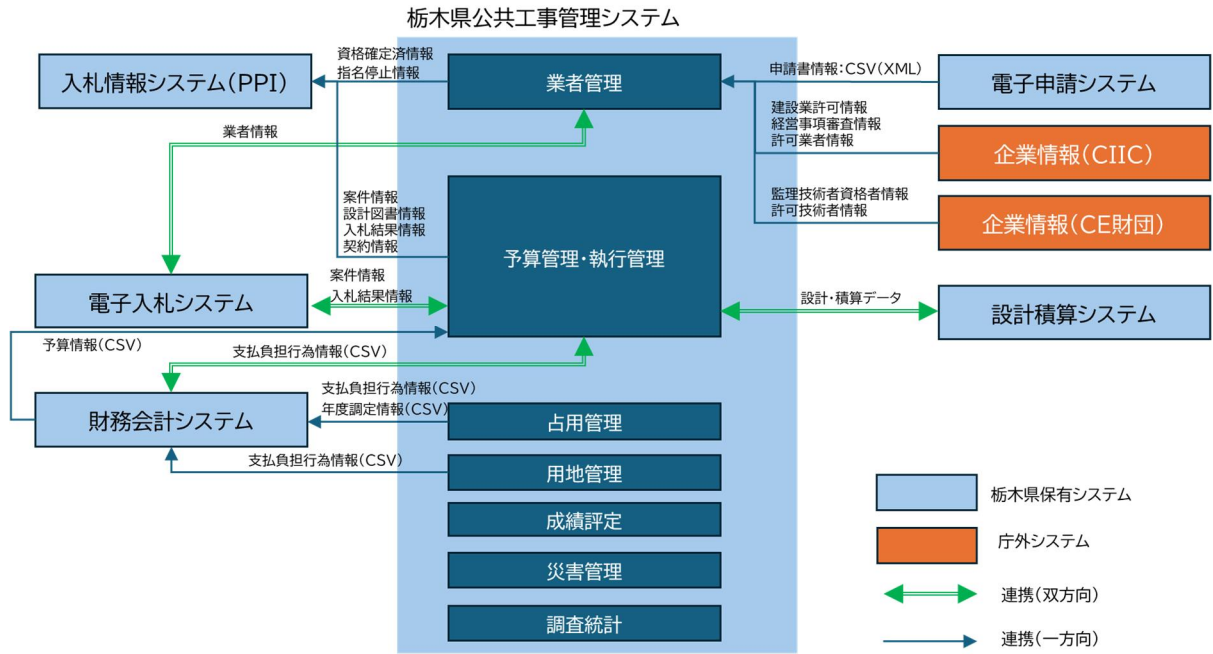 栃木県公共工事管理システム
資格確定済情報
指名停止情報
入札情報システム(PPI)
業者管理
申請書情報:CSV(XML)
電子申請システム
建設業許可情報
経営事項審査情報
許可業者情報
企業情報(CIIC)
業者情報
監理技術者資格者情報
許可技術者情報
企業情報(CE財団)
案件情報
設計図書情報
入札結果情報
契約情報
予算管理・執行管理
電子入札システム
案件情報
入札結果情報
設計・積算データ
設計積算システム
予算情報(CSV)
支払負担行為情報(CSV)
財務会計システム
支払負担行為情報(CSV)
年度調定情報(CSV)
占用管理
支払負担行為情報(CSV)
用地管理
成績評定
災害管理
調査統計
栃木県保有システム
庁外システム
連携(双方向)
連携(一方向)